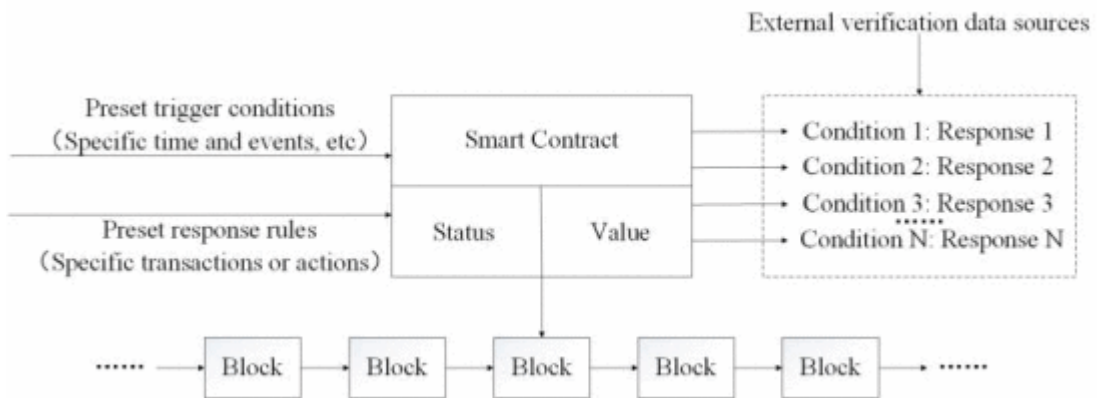 External verification data sources
Preset trigger conditions
（Specific time and events, etc）
Smart Contract
Condition 1: Response 1
Condition 2: Response 2
Condition 3: Response 3
......
Condition N: Response N
Status
Value
Preset response rules
（Specific transactions or actions）
...... Block Block Block Block Block ......